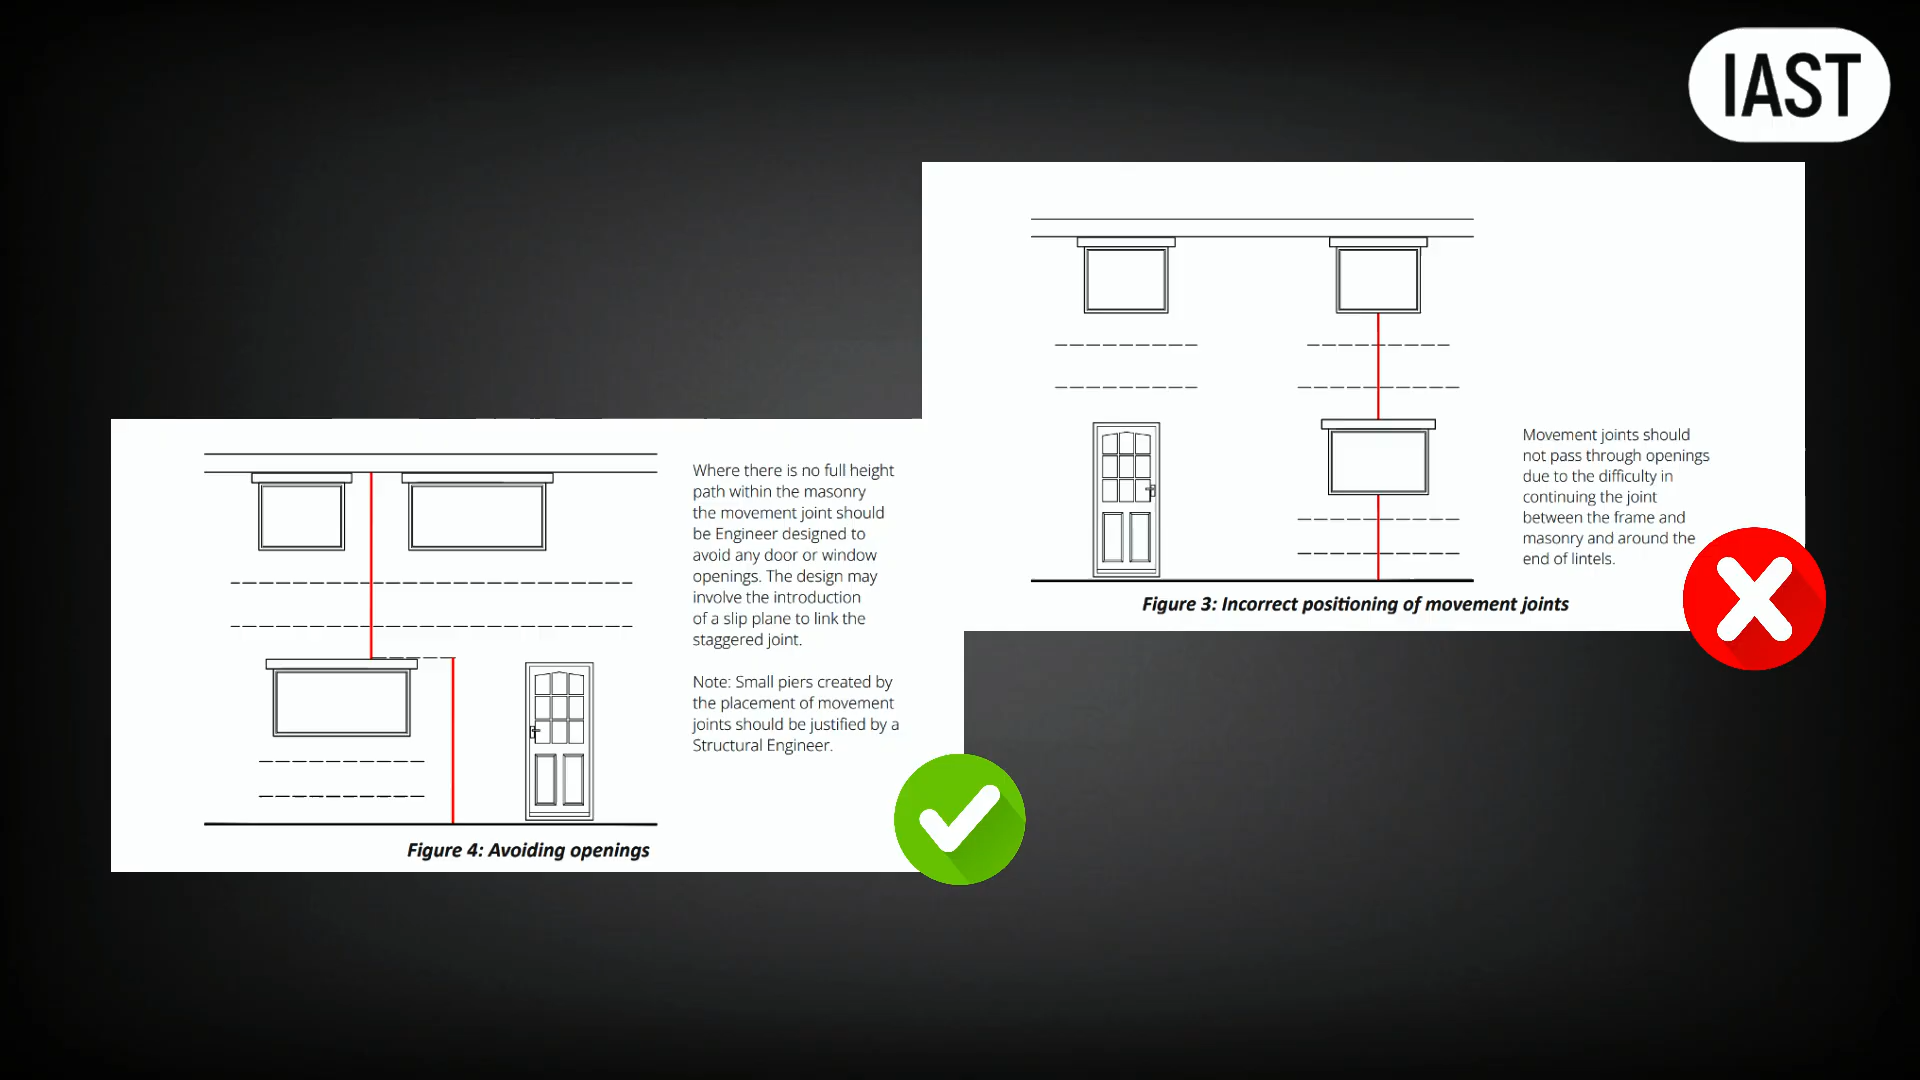 IAST
Where there is no full height
path within the masonry
the movement joint should
be Engineer designed to
avoid any door or window
openings. The design may
involve the introduction
of a slip plane to link the
staggered joint.
Note: Small piers created by
the placement of movement
joints should be justified by a
Structural Engineer.
Figure 4: Avoiding openings
Movement joints should
not pass through openings
due to the difficulty in
continuing the joint
between the frame and
masonry and around the
end of lintels.
Figure 3: Incorrect positioning of movement joints